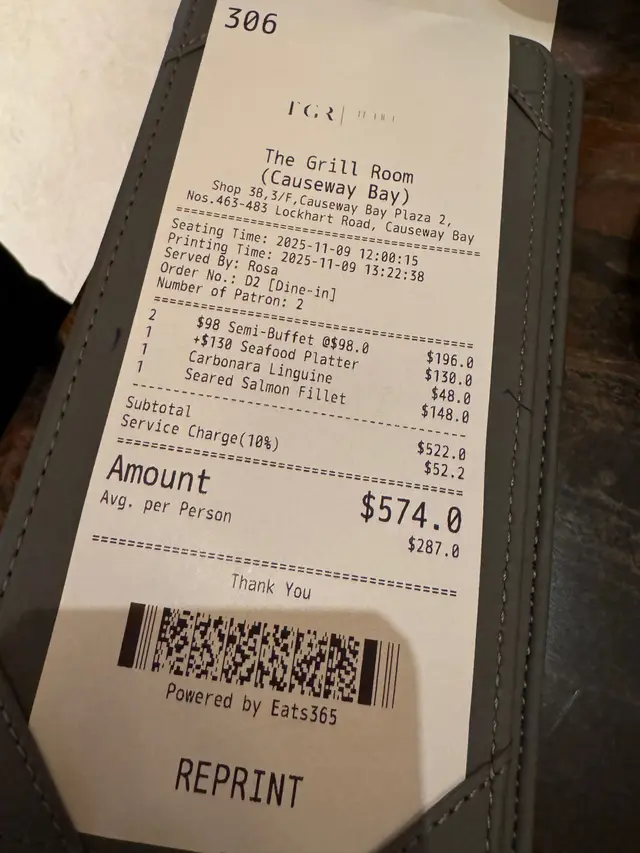 306
TGR|
The Grill Room
(Causeway Bay)
Shop 3B,3/F,Causeway Bay Plaza 2,
Nos.463-483 Lockhart Road, Causeway Bay
Seating Time: 2025-11-09 12:00:15
Printing Time: 2025-11-09 13:22:38
Served By: Rosa
Order No.: D2 [Dine-in]
Number of Patron: 2
2 $98 Semi-Buffet @$98.0 $196.0
1 +$130 Seafood Platter $130.0
1 Carbonara Linguine $48.0
1 Seared Salmon Fillet $148.0
Subtotal $522.0
Service Charge(10%) $52.2
Amount $574.0
Avg. per Person $287.0
Thank You
Powered by Eats365
REPRINT